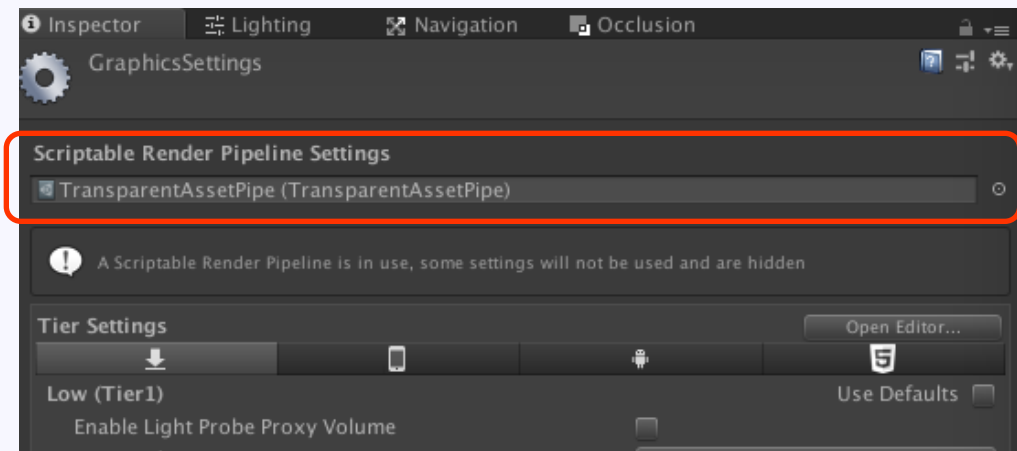 Inspector Lighting Navigation Occlusion
GraphicsSettings
Scriptable Render Pipeline Settings
TransparentAssetPipe (TransparentAssetPipe)
A Scriptable Render Pipeline is in use, some settings will not be used and are hidden
Tier Settings Open Editor...
Low (Tier1) Use Defaults
Enable Light Probe Proxy Volume